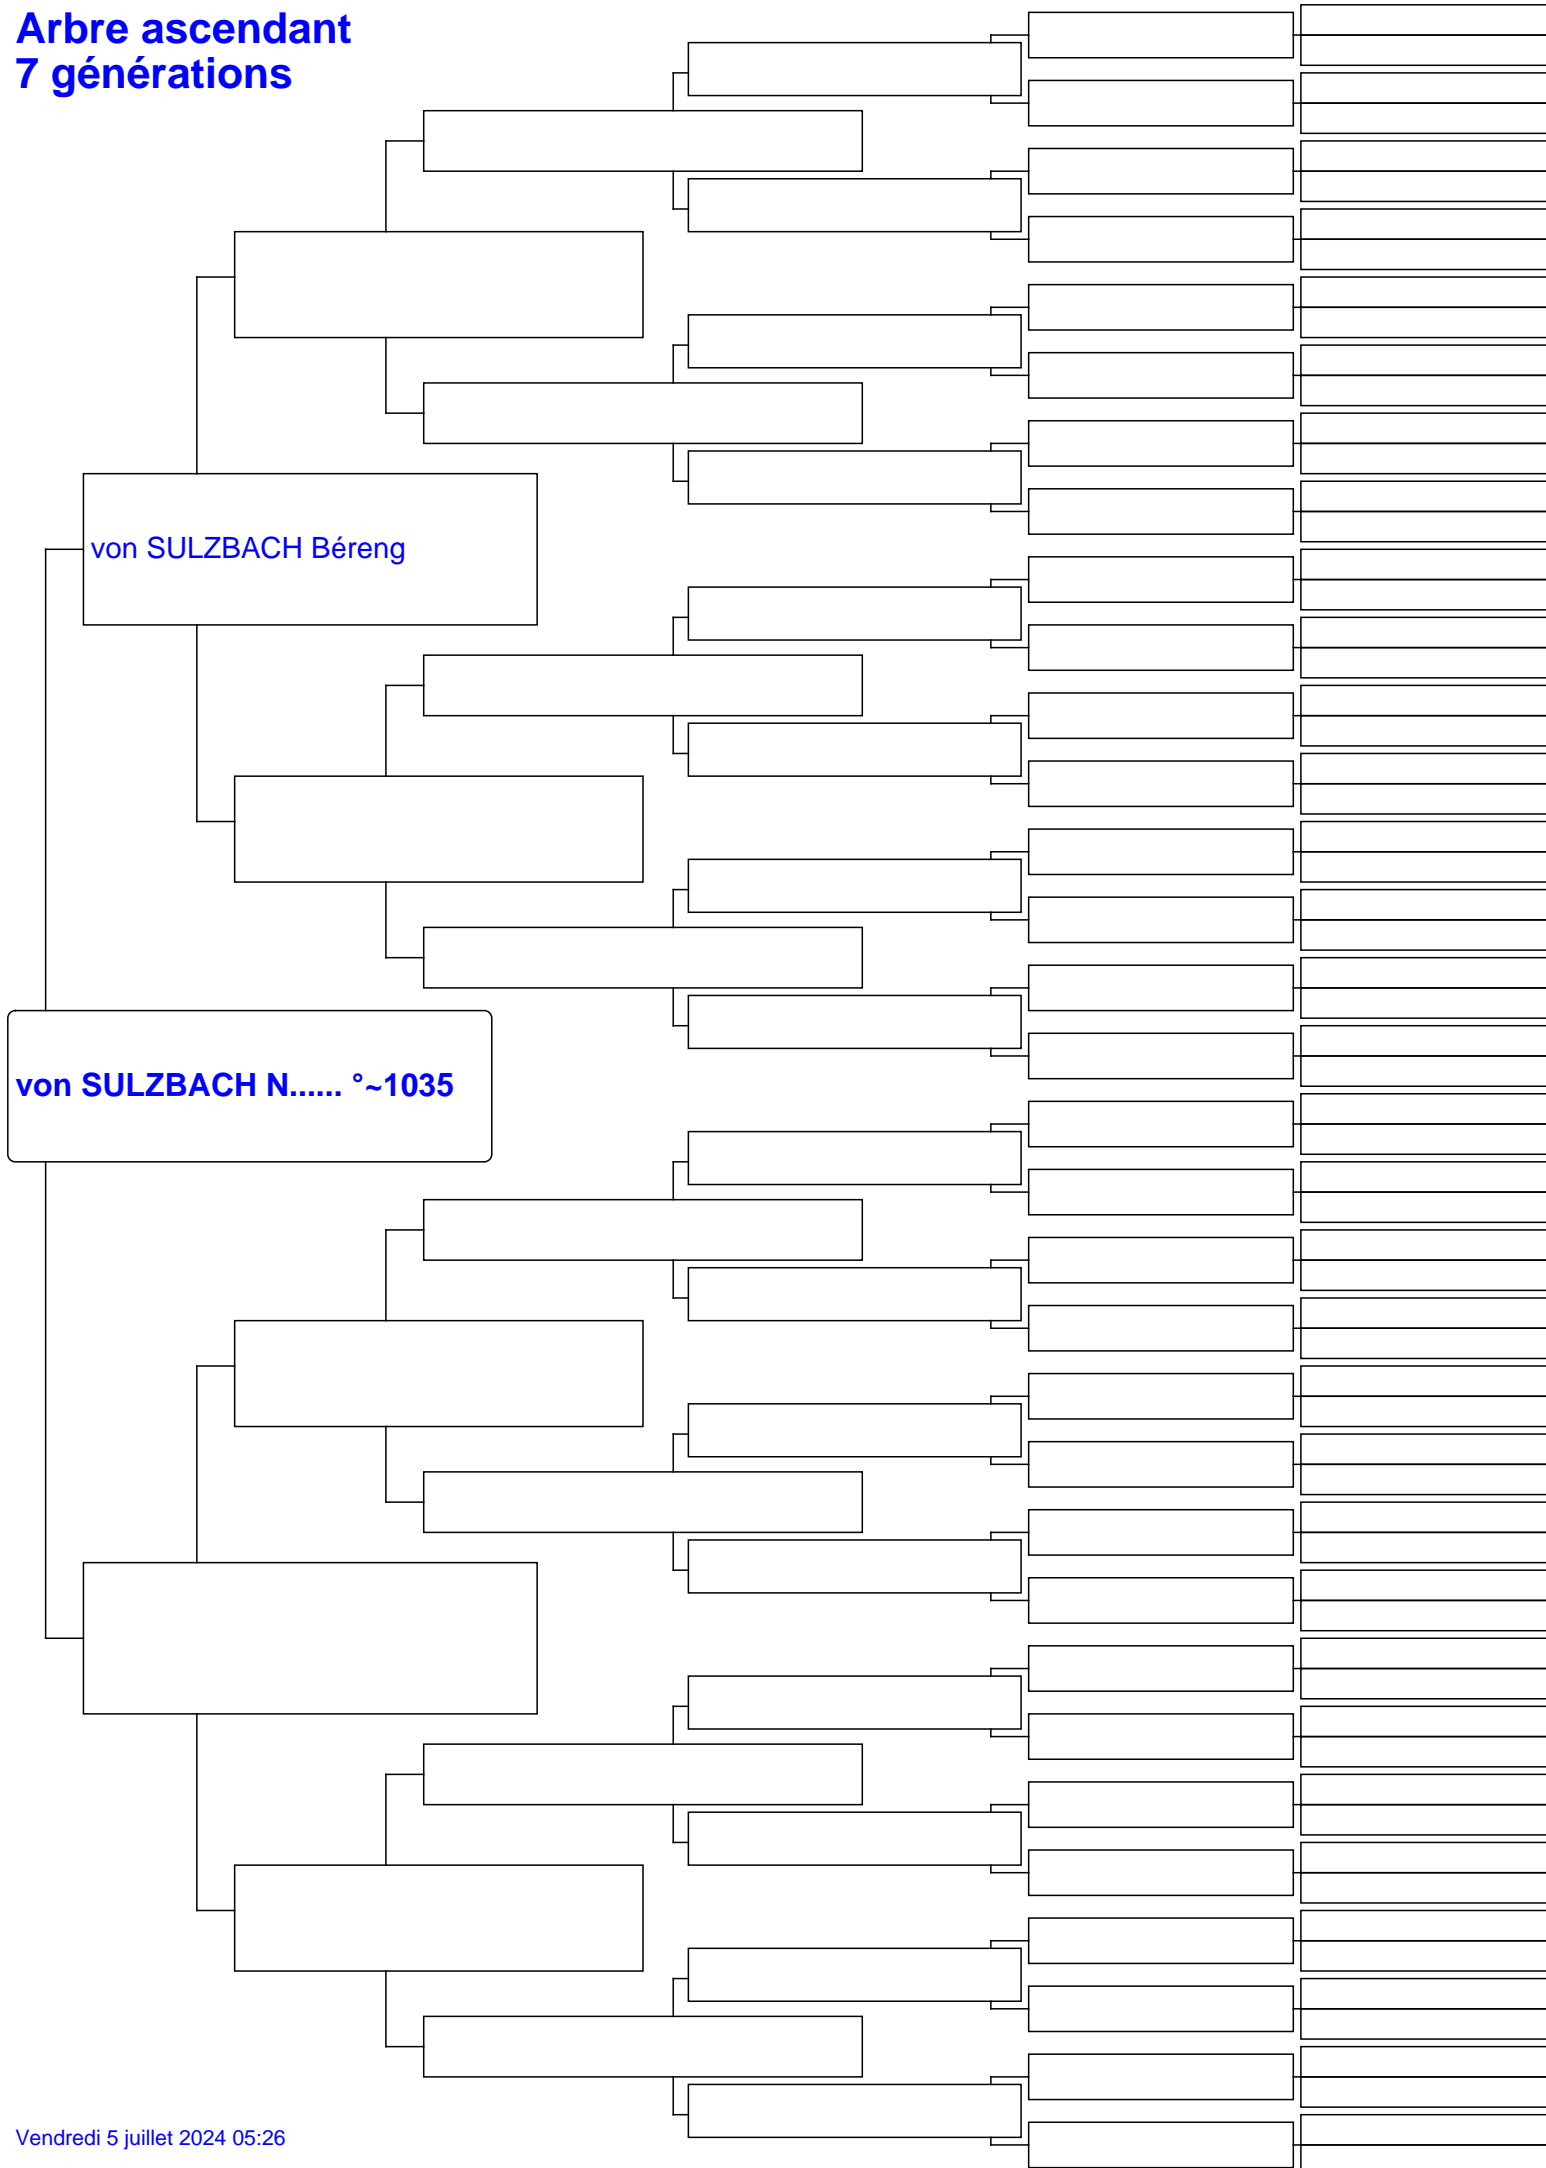 Arbre ascendant
7 générations
von SULZBACH Béreng
von SULZBACH N...... °~1035
Vendredi 5 juillet 2024 05:26